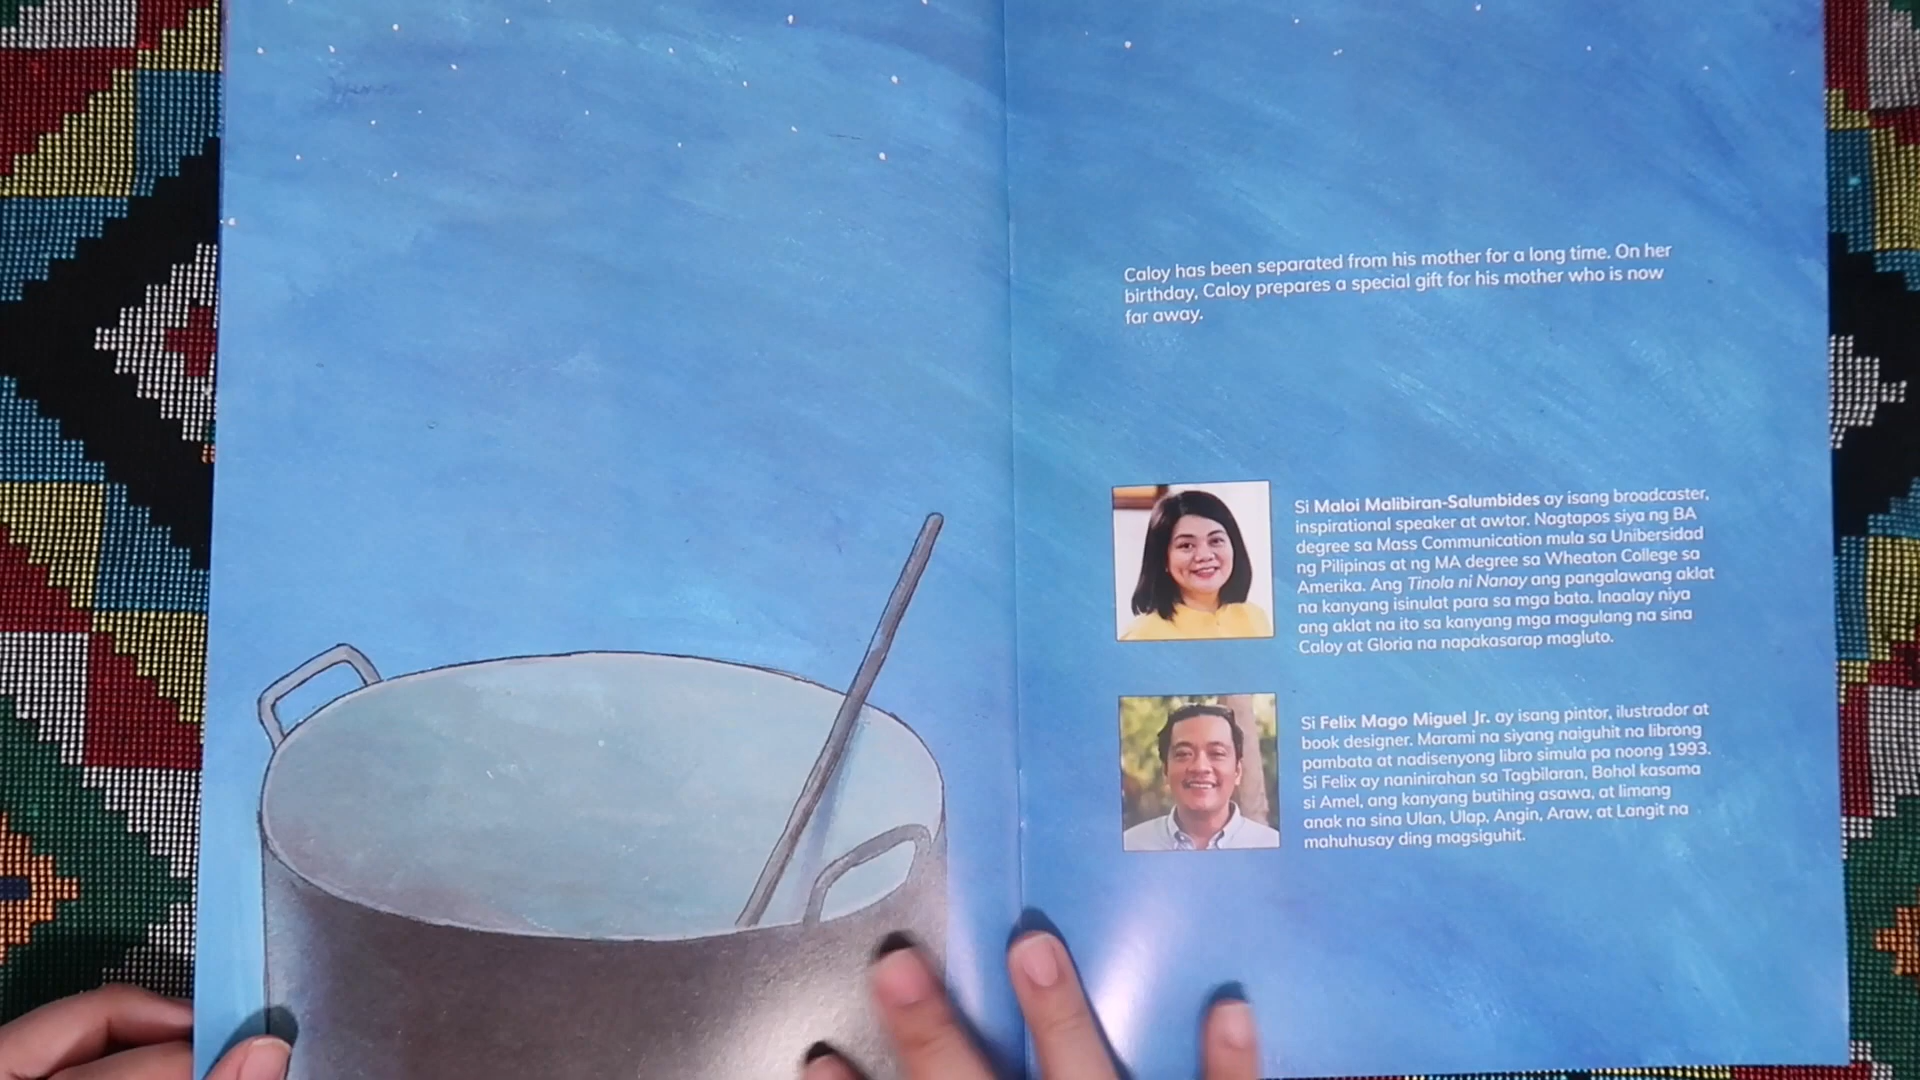 Caloy has been separated from his mother for a long time. On her
birthday, Caloy prepares a special gift for his mother who is now
far away.
Si Maloi Malibiran-Salumbides ay isang broadcaster,
inspirational speaker at awtor. Nagtapos siya ng BA
degree sa Mass Communication mula sa Unibersidad
ng Pilipinas at ng MA degree sa Wheaton College sa
Amerika. Ang Tinola ni Nanay ang pangalawang aklat
na kanyang isinulat para sa mga bata. Inaalay niya
ang aklat na ito sa kanyang mga magulang na sina
Caloy at Gloria na napakasarap magluto.
Si Felix Mago Miguel Jr. ay isang pintor, ilustrador at
book designer. Marami na siyang naiguhit na librong
pambata at nadisenyong libro simula pa noong 1993.
Si Felix ay naninirahan sa Tagbilaran, Bohol kasama
si Amel, ang kanyang butihing asawa, at limang
anak na sina Ulan, Ulap, Angin, Araw, at Langit na
mahuhusay ding magsiguhit.